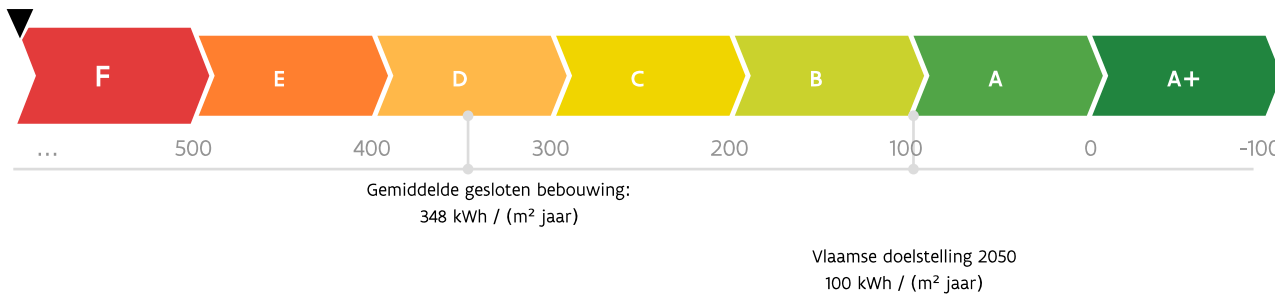 F E D C B A A+
... 500 400 300 200 100 0 -100
Gemiddelde gesloten bebouwing:
348 kWh / (m² jaar)
Vlaamse doelstelling 2050
100 kWh / (m² jaar)